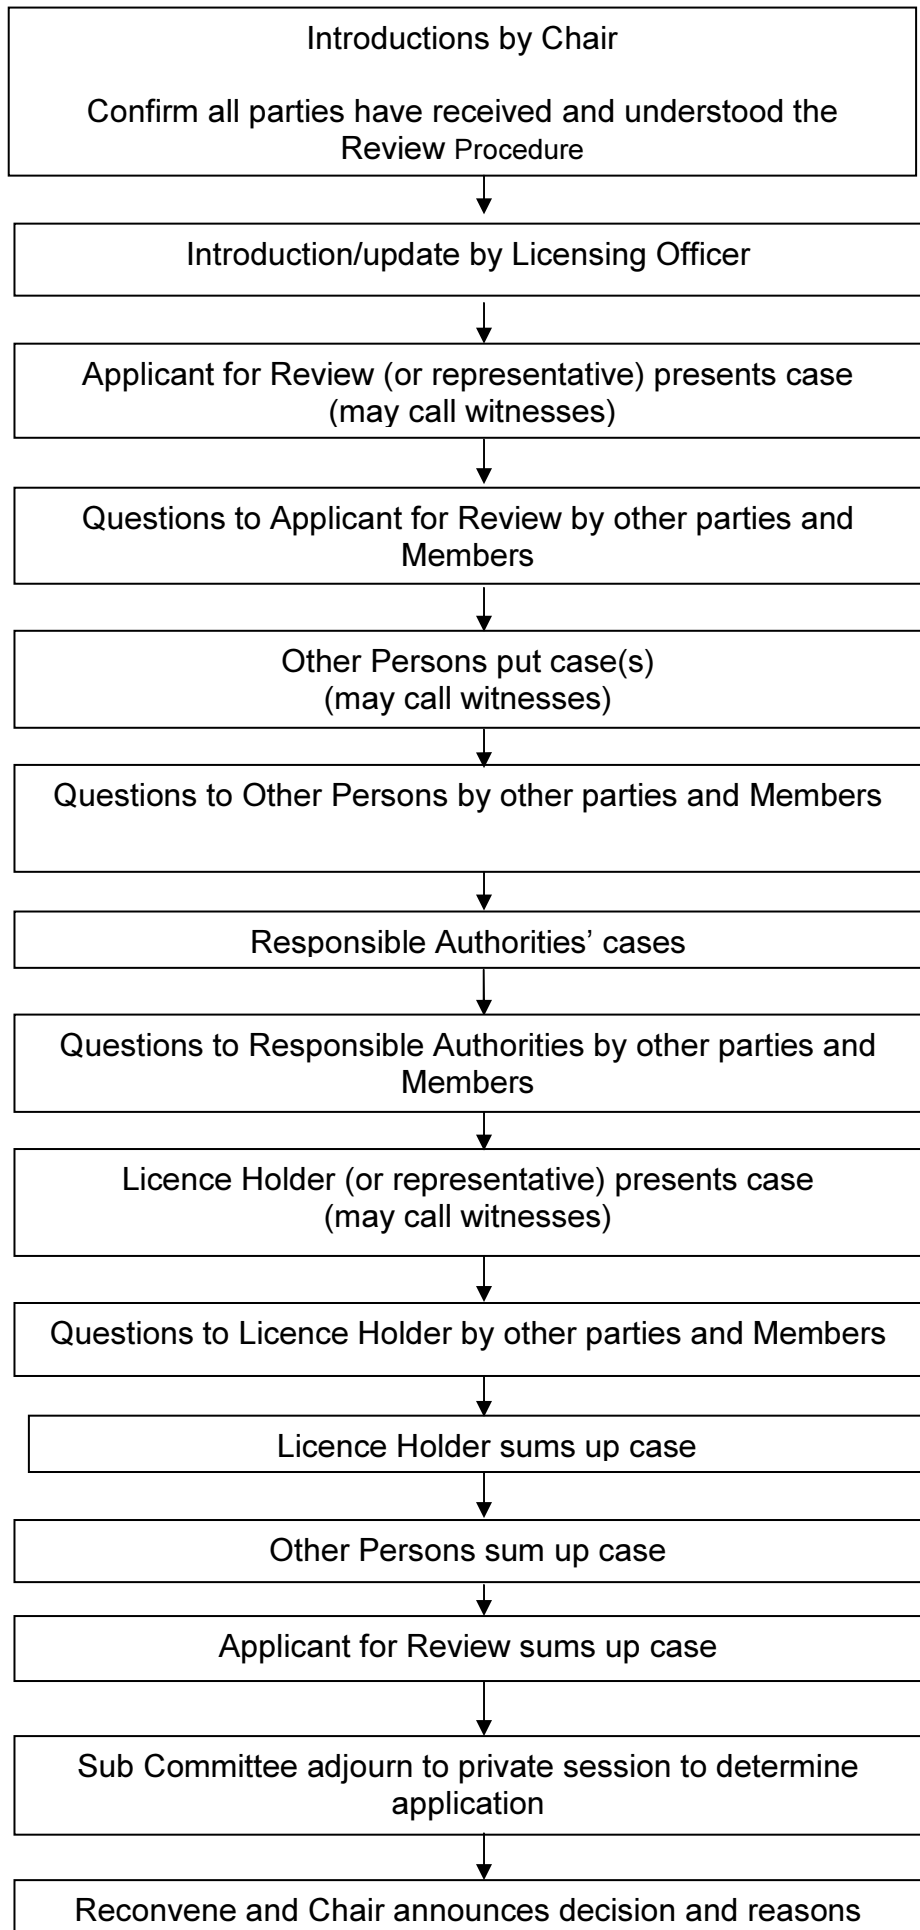 Introductions by Chair
Confirm all parties have received and understood the
Review Procedure
Introduction/update by Licensing Officer
Applicant for Review (or representative) presents case
(may call witnesses)
Questions to Applicant for Review by other parties and
Members
Other Persons put case(s)
(may call witnesses)
Questions to Other Persons by other parties and Members
Responsible Authorities’ cases
Questions to Responsible Authorities by other parties and
Members
Licence Holder (or representative) presents case
(may call witnesses)
Questions to Licence Holder by other parties and Members
Licence Holder sums up case
Other Persons sum up case
Applicant for Review sums up case
Sub Committee adjourn to private session to determine
application
Reconvene and Chair announces decision and reasons